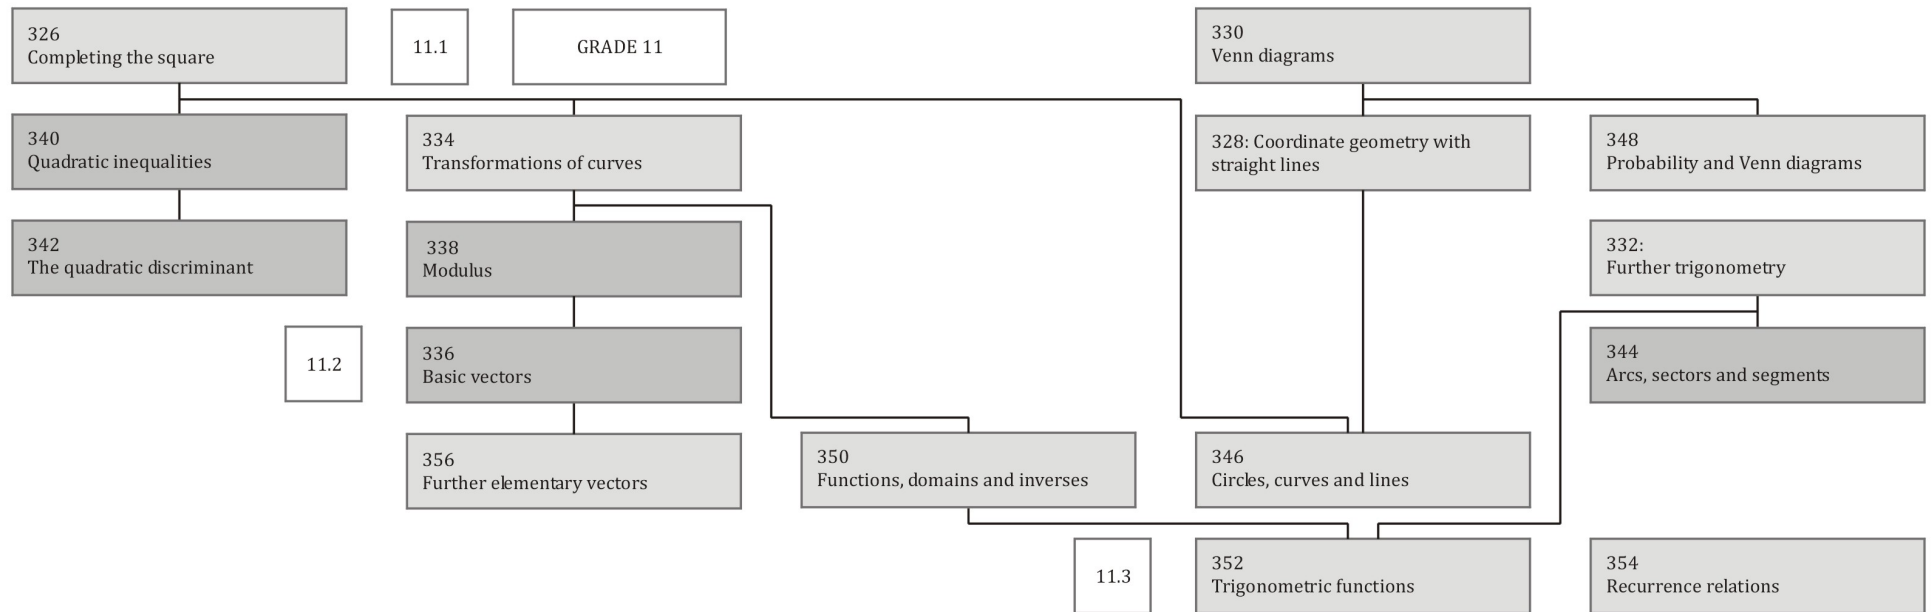 326
Completing the square
11.1
GRADE 11
330
Venn diagrams
340
Quadratic inequalities
334
Transformations of curves
328: Coordinate geometry with
straight lines
348
Probability and Venn diagrams
342
The quadratic discriminant
338
Modulus
332:
Further trigonometry
11.2
336
Basic vectors
344
Arcs, sectors and segments
356
Further elementary vectors
350
Functions, domains and inverses
346
Circles, curves and lines
11.3
352
Trigonometric functions
354
Recurrence relations